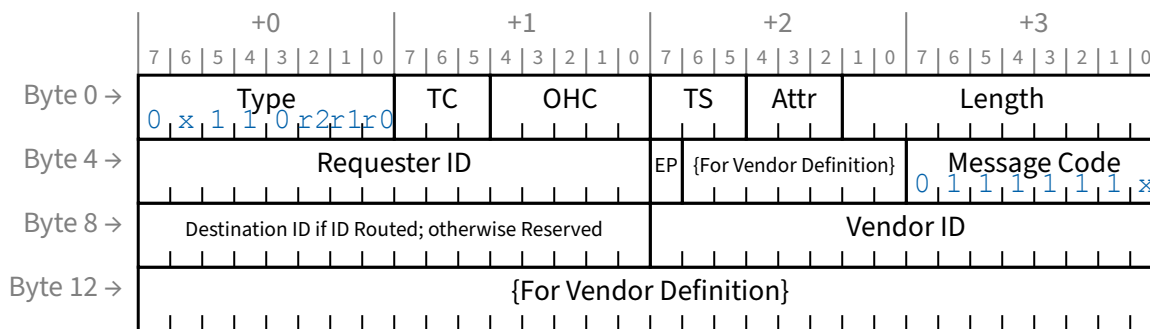 +0 +1 +2 +3
7 6 5 4 3 2 1 0 7 6 5 4 3 2 1 0 7 6 5 4 3 2 1 0 7 6 5 4 3 2 1 0
Byte 0 → Type TC OHC TS Attr Length
0 x 1 1 0 r2 r1 r0
Byte 4 → Requester ID EP {For Vendor Definition} Message Code
0 1 1 1 1 1 1 x
Byte 8 → Destination ID if ID Routed; otherwise Reserved Vendor ID
Byte 12 → {For Vendor Definition}